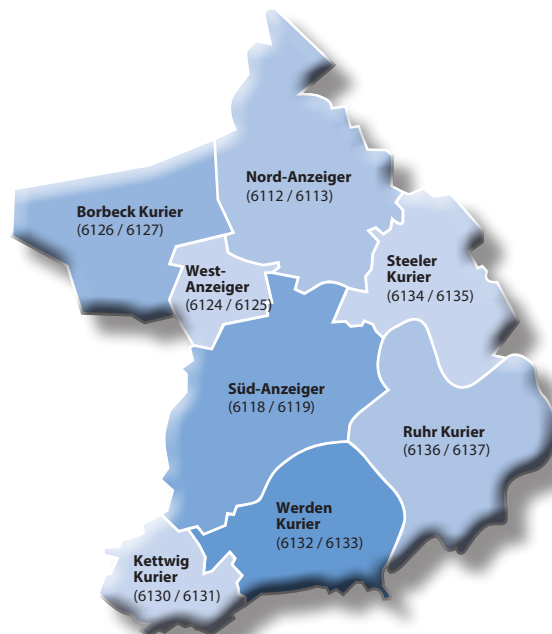 Nord-Anzeiger
(6112 / 6113)
Borbeck Kurier
(6126 / 6127)
West-
Anzeiger
(6124 / 6125)
Steeler
Kurier
(6134 / 6135)
Süd-Anzeiger
(6118 / 6119)
Ruhr Kurier
(6136 / 6137)
Werden
Kurier
(6132 / 6133)
Kettwig
Kurier
(6130 / 6131)